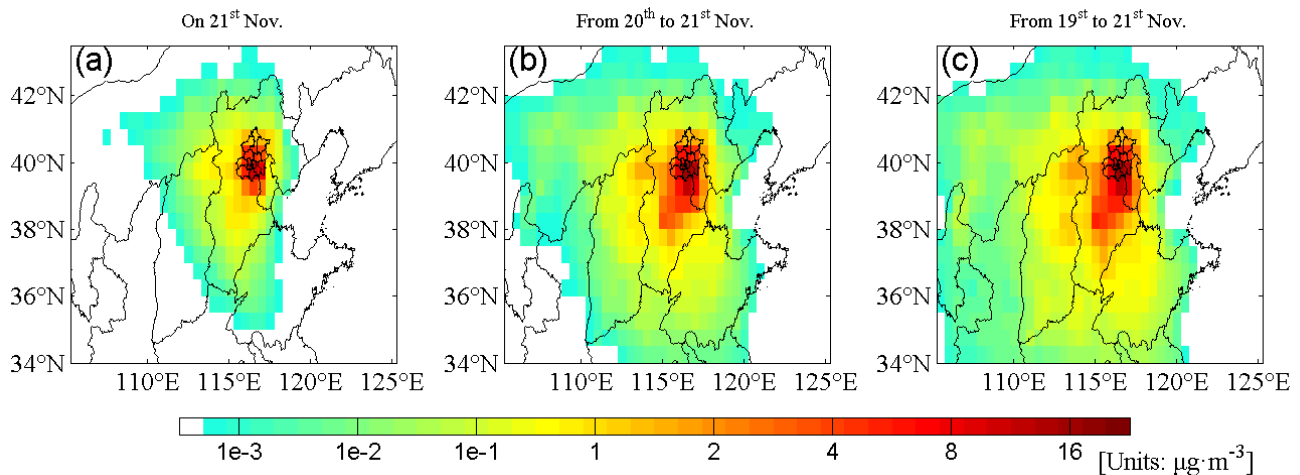 On 21st Nov.
From 20th to 21st Nov.
From 19st to 21st Nov.
(a)
(b)
(c)
42°N
40°N
38°N
36°N
34°N
42°N
40°N
38°N
36°N
34°N
42°N
40°N
38°N
36°N
34°N
110°E 115°E 120°E 125°E
110°E 115°E 120°E 125°E
110°E 115°E 120°E 125°E
1e-3 1e-2 1e-1 1 2 4 8 16
[Units: μg·m⁻³]